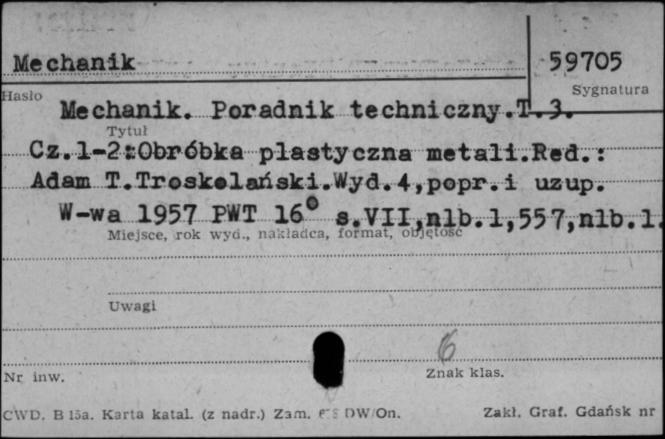 Mechanik 59705
Hasło Sygnatura
Mechanik. Poradnik techniczny.T.3.
Tytuł
Cz.1-2:Obróbka plastyczna metali.Red.:
Adam T.Troskolański.Wyd.4,popr.i uzup.
W-wa 1957 PWT 16° s.VII,nlb.1,557,nlb.1.
Miejsce, rok wyd., nakładca, format, objętość
Uwagi
6
Nr inw. Znak klas.
CWD. B 15a. Karta katal. (z nadr.) Zam. DW/On. Zakł. Graf. Gdańsk nr